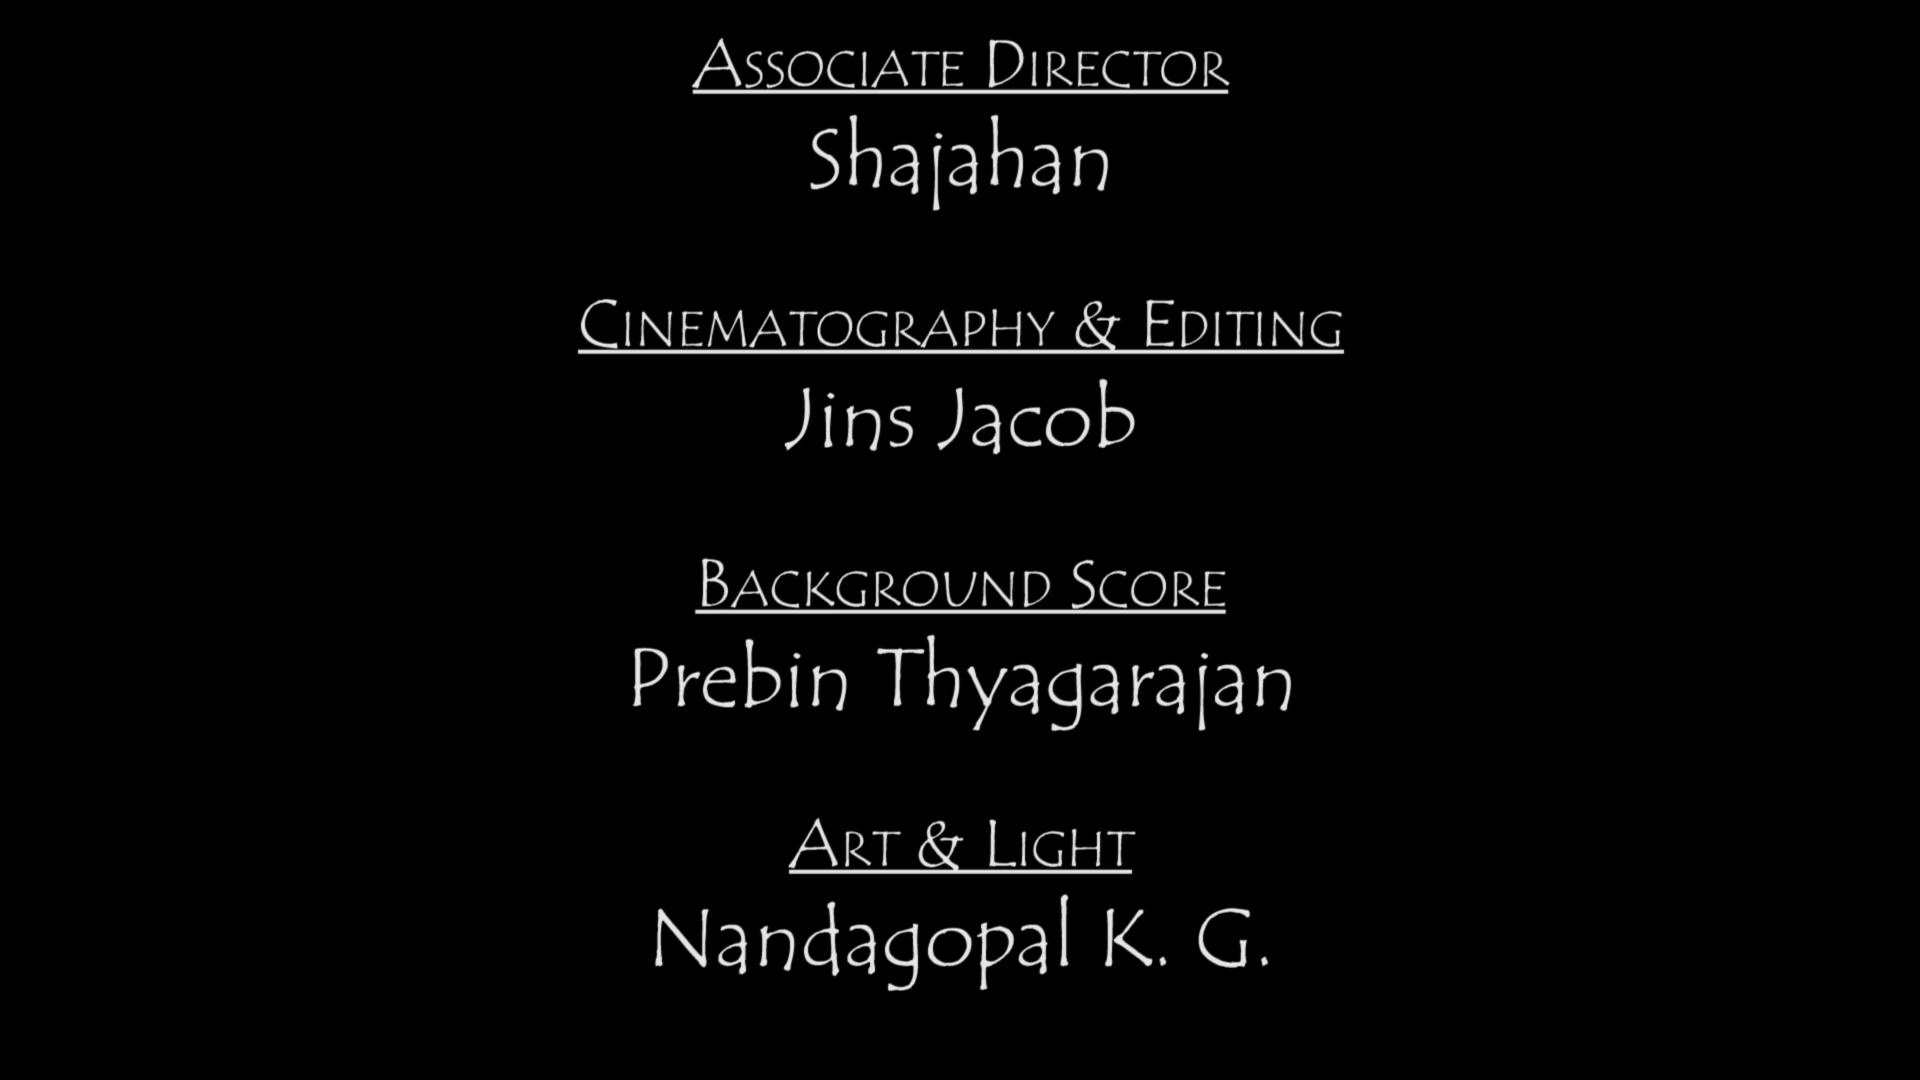 Associate Director
Shajahan
Cinematography & Editing
Jins Jacob
Background Score
Prebin Thyagarajan
Art & Light
Nandagopal K. G.